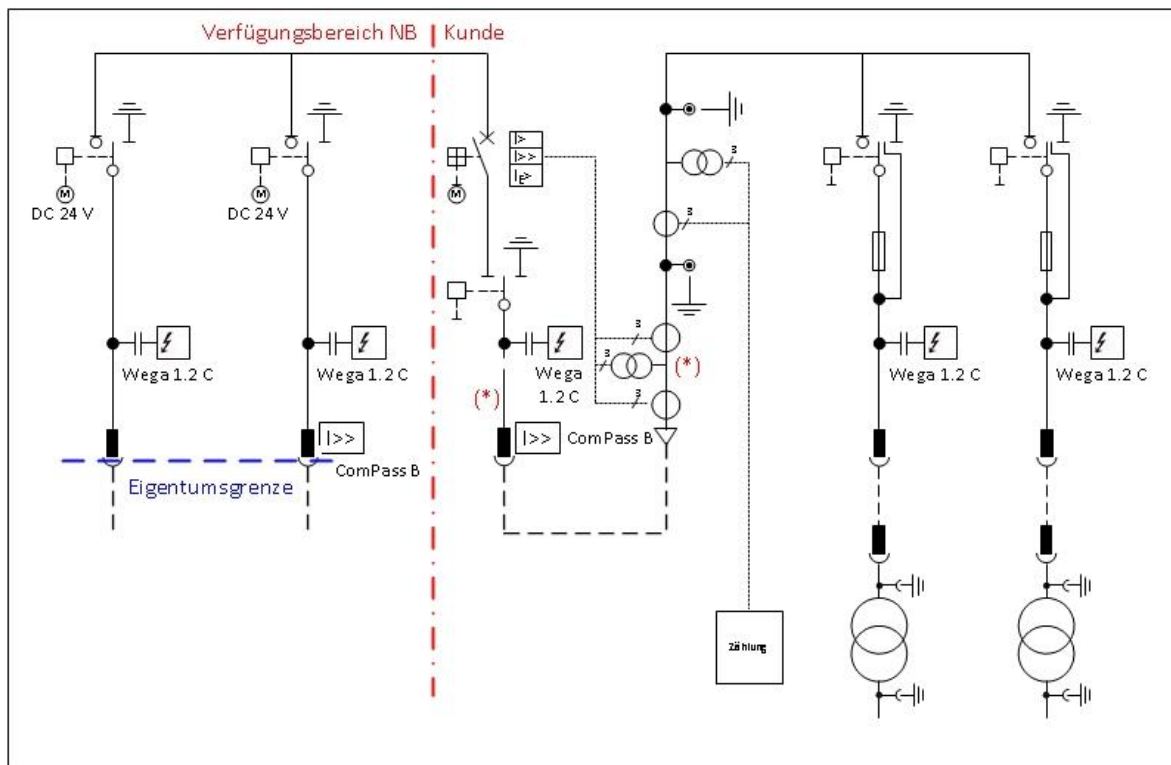 Verfügungsbereich NB
Kunde
M
DC 24 V
M
DC 24 V
M
I>
I>>
IE>
3
3
3
3
3
Wega 1.2 C
Wega 1.2 C
Wega
1.2 C
(*)
(*)
Wega 1.2 C
Wega 1.2 C
I>>
ComPass B
I>>
ComPass B
Eigentumsgrenze
Zählung